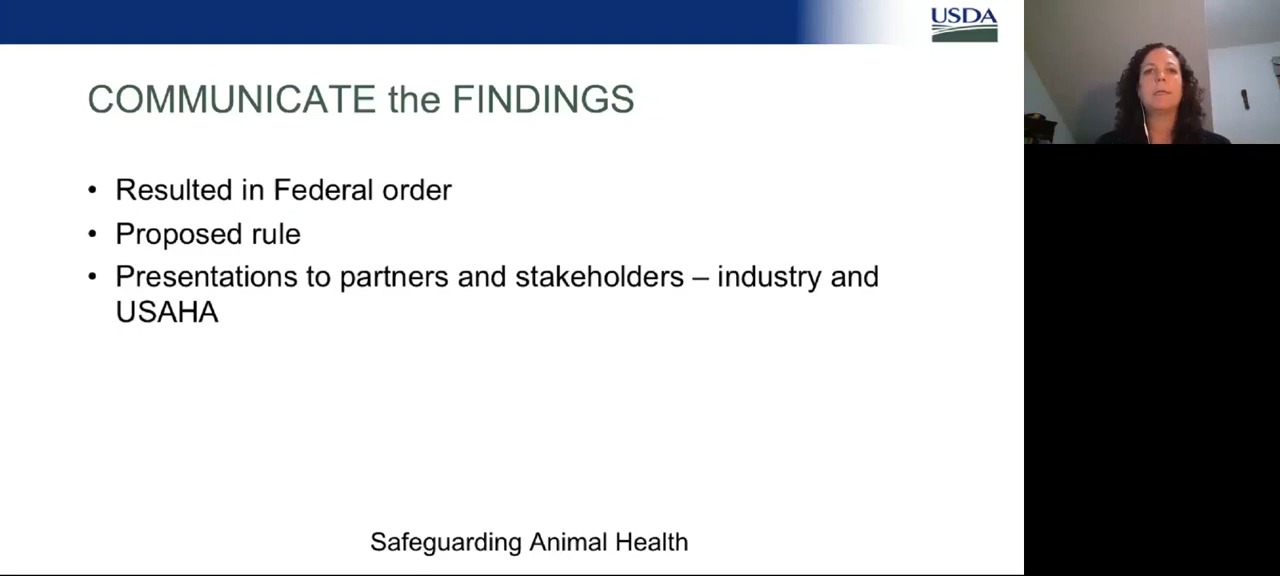 USDA
COMMUNICATE the FINDINGS
• Resulted in Federal order
• Proposed rule
• Presentations to partners and stakeholders – industry and
USAHA
Safeguarding Animal Health